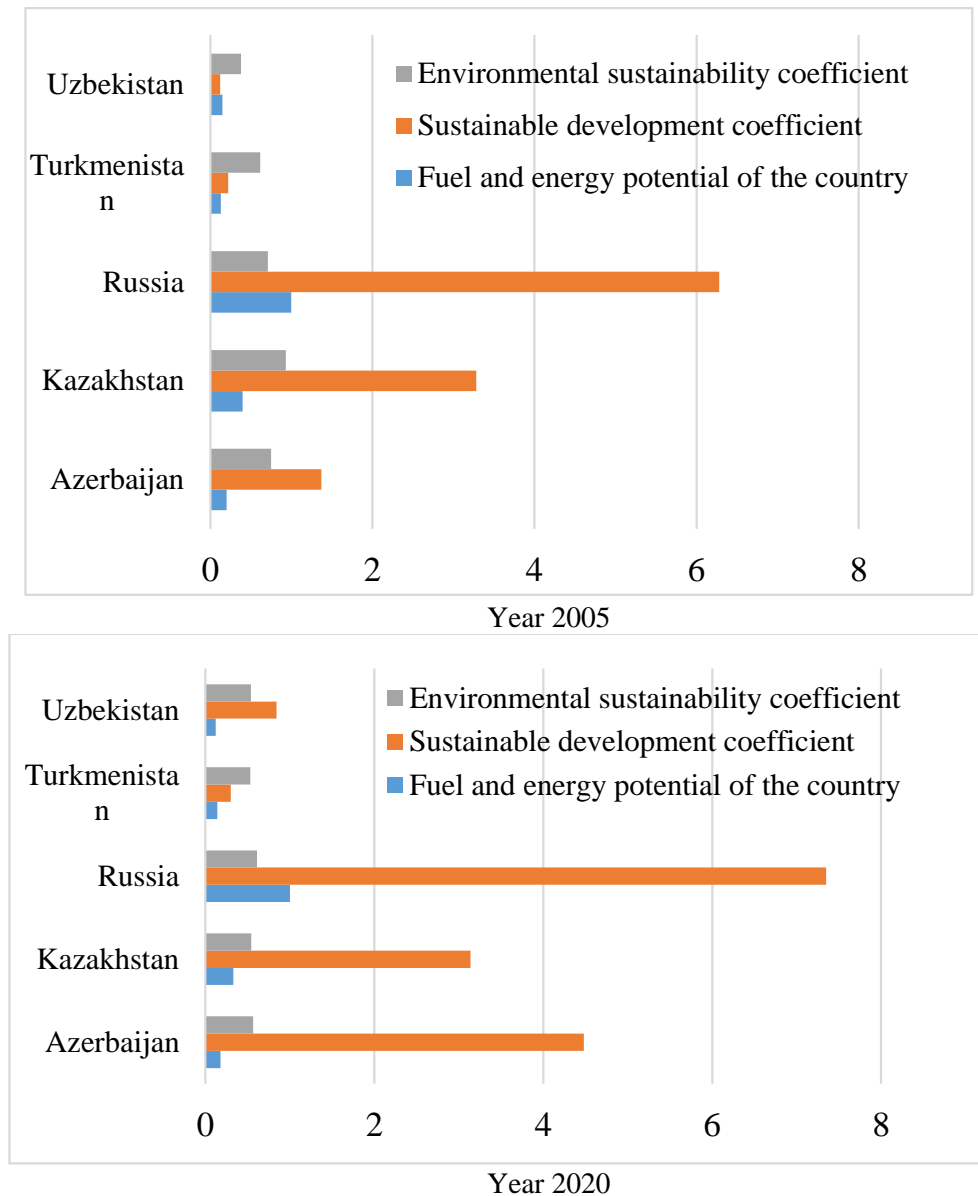 Environmental sustainability coefficient
Uzbekistan
Sustainable development coefficient
Turkmenista
n
Fuel and energy potential of the country
Russia
Kazakhstan
Azerbaijan
0 2 4 6 8
Year 2005
Environmental sustainability coefficient
Uzbekistan
Sustainable development coefficient
Turkmenista
n
Fuel and energy potential of the country
Russia
Kazakhstan
Azerbaijan
0 2 4 6 8
Year 2020